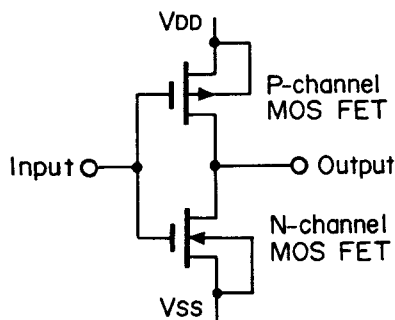 VDD
P-channel
MOS FET
Input
Output
N-channel
MOS FET
VSS